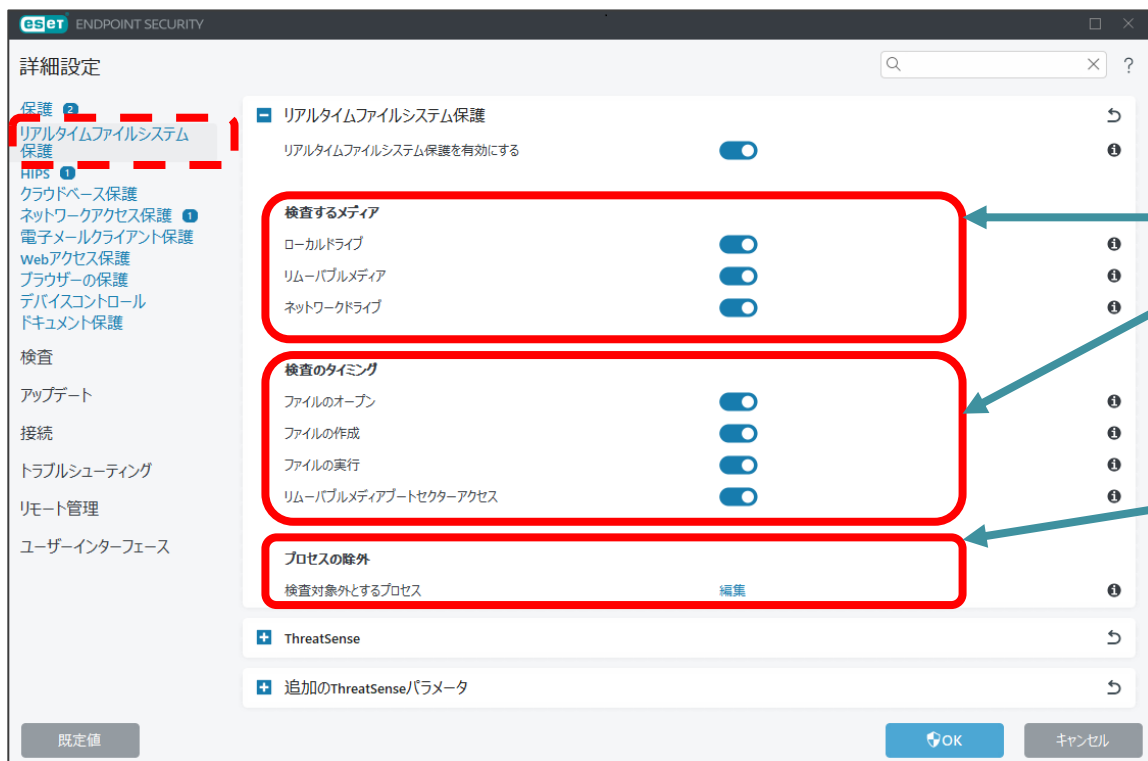 eset ENDPOINT SECURITY
詳細設定
?
保護 2
リアルタイムファイルシステム
保護
HIPS 1
クラウドベース保護
ネットワークアクセス保護 1
電子メールクライアント保護
Webアクセス保護
ブラウザーの保護
デバイスコントロール
ドキュメント保護
検査
アップデート
接続
トラブルシューティング
リモート管理
ユーザーインターフェース
リアルタイムファイルシステム保護
リアルタイムファイルシステム保護を有効にする
検査するメディア
ローカルドライブ
リムーバブルメディア
ネットワークドライブ
検査のタイミング
ファイルのオープン
ファイルの作成
ファイルの実行
リムーバブルメディアブートセクターアクセス
プロセスの除外
検査対象外とするプロセス 編集
ThreatSense
追加のThreatSenseパラメータ
既定値 OK キャンセル